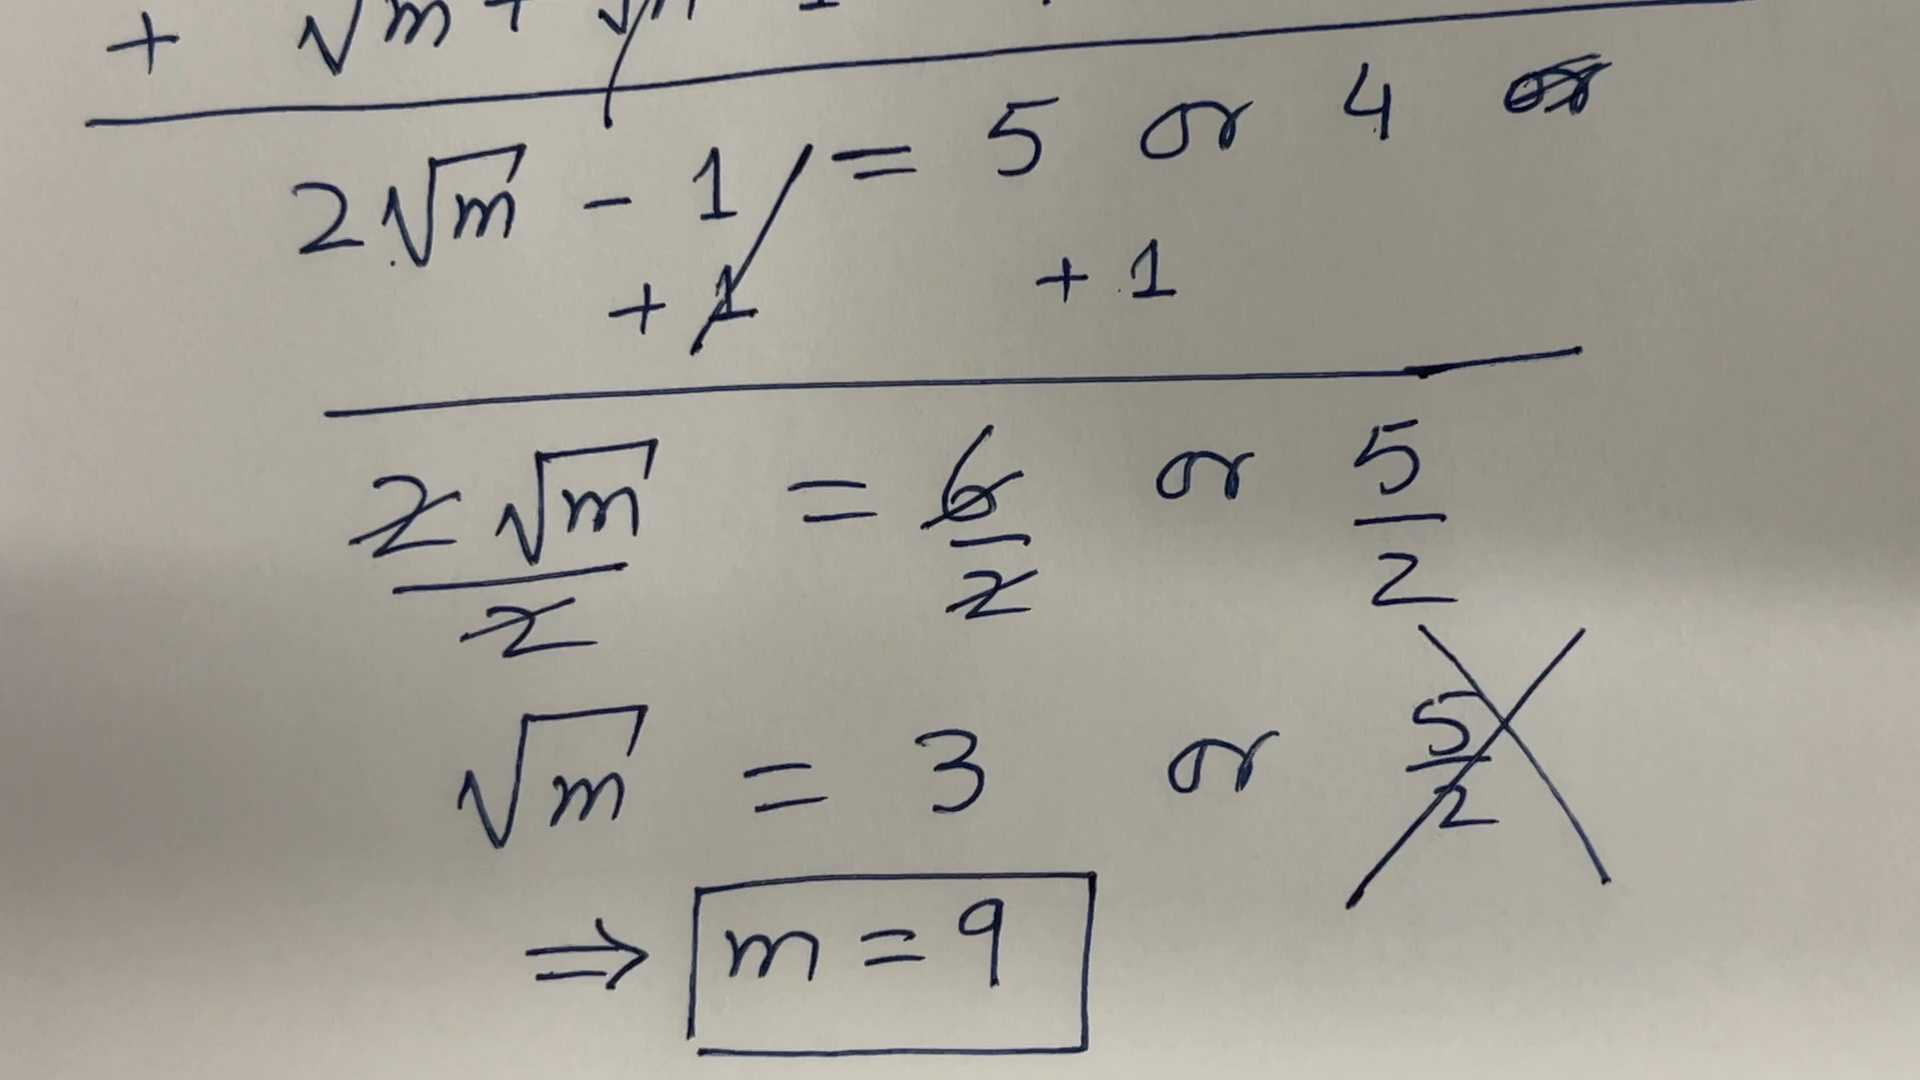 + √m + √n
2√m - 1 = 5 or 4 or
+ 1 + 1
2√m/2 = 6/2 or 5/2
√m = 3 or 5/2
⇒ m = 9